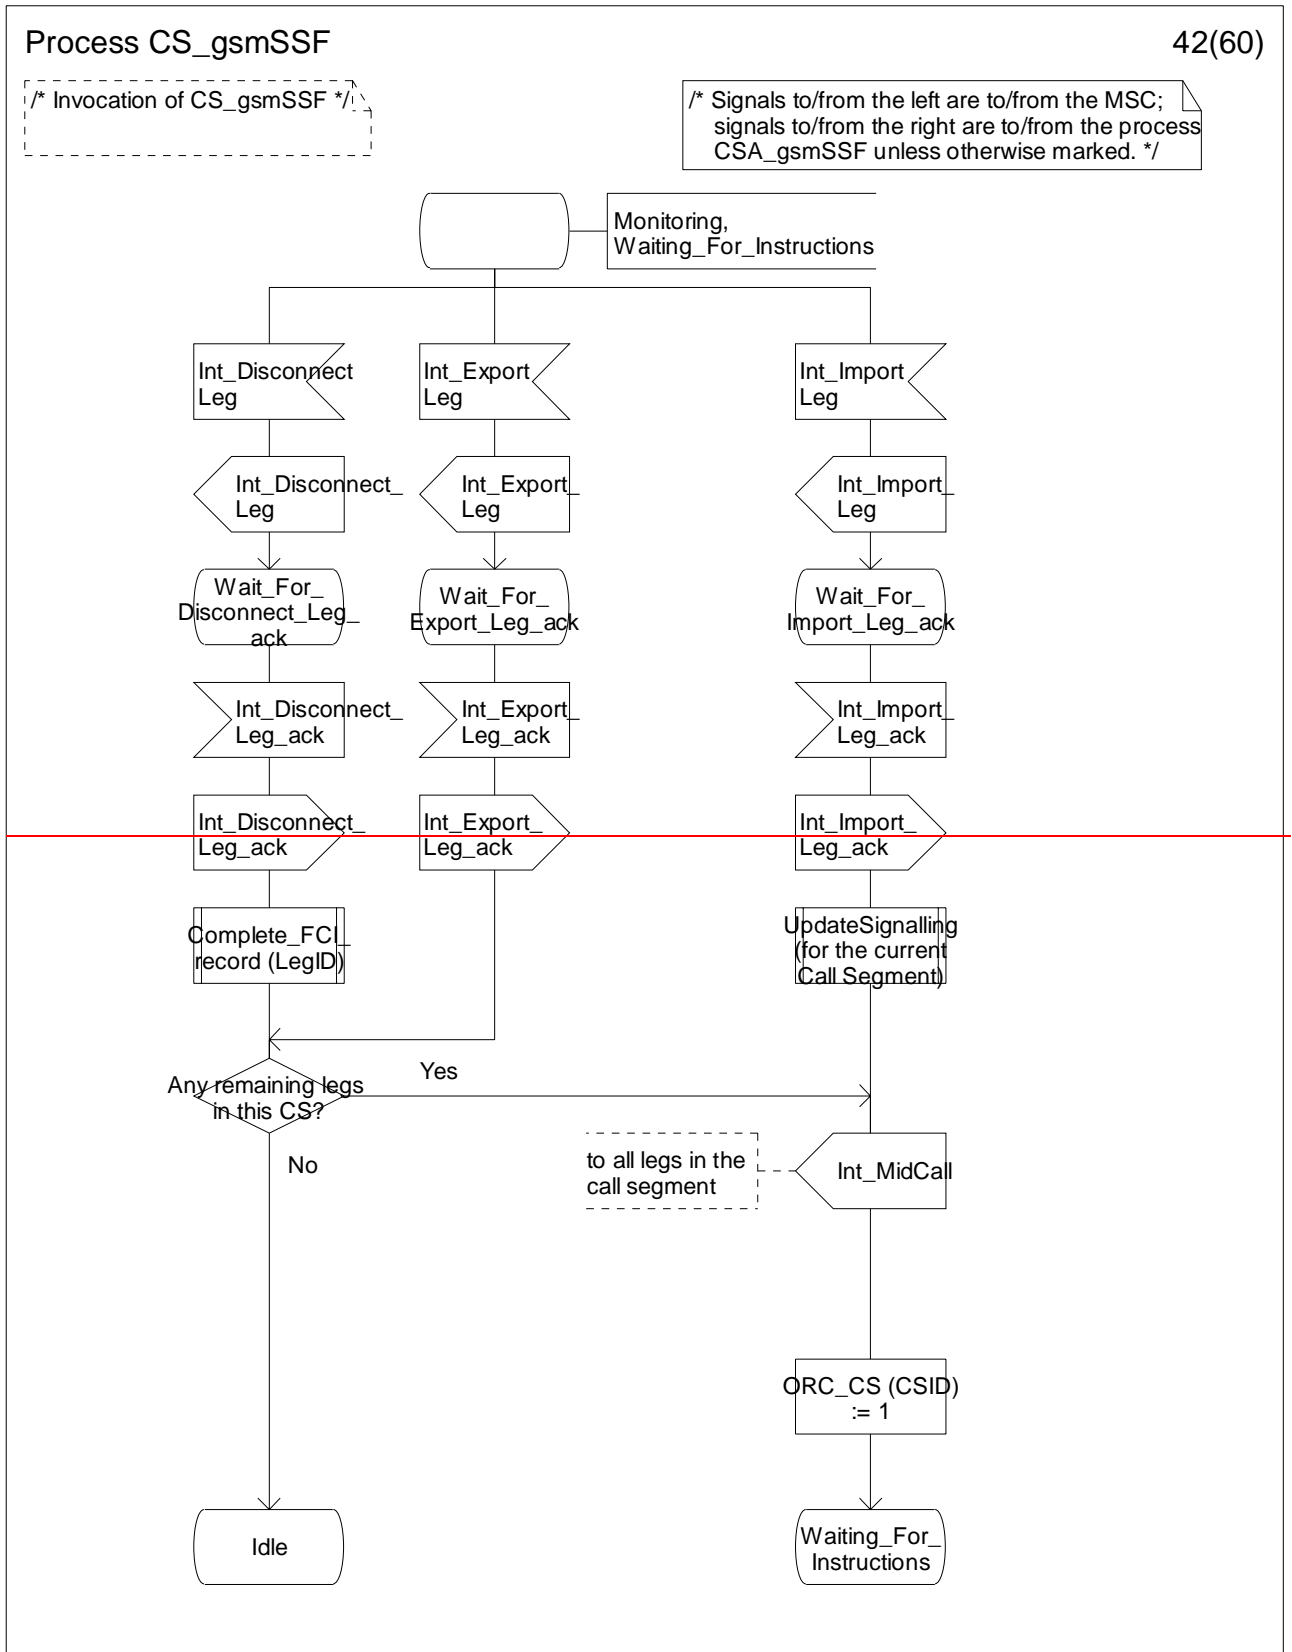 Process CS_gsmSSF
42(60)
/* Invocation of CS_gsmSSF */
/* Signals to/from the left are to/from the MSC;
signals to/from the right are to/from the process
CSA_gsmSSF unless otherwise marked. */
Monitoring,
Waiting_For_Instructions
Int_Disconnect
Leg
Int_Export
Leg
Int_Import
Leg
Int_Disconnect_
Leg
Int_Export_
Leg
Int_Import_
Leg
Wait_For_
Disconnect_Leg_
ack
Wait_For_
Export_Leg_ack
Wait_For_
Import_Leg_ack
Int_Disconnect_
Leg_ack
Int_Export_
Leg_ack
Int_Import_
Leg_ack
Int_Disconnect_
Leg_ack
Int_Export_
Leg_ack
Int_Import_
Leg_ack
Complete_FCI_
record (LegID)
UpdateSignalling
(for the current
Call Segment)
Any remaining legs
in this CS?
Yes
No
to all legs in the
call segment
Int_MidCall
ORC_CS (CSID)
:= 1
Idle
Waiting_For_
Instructions